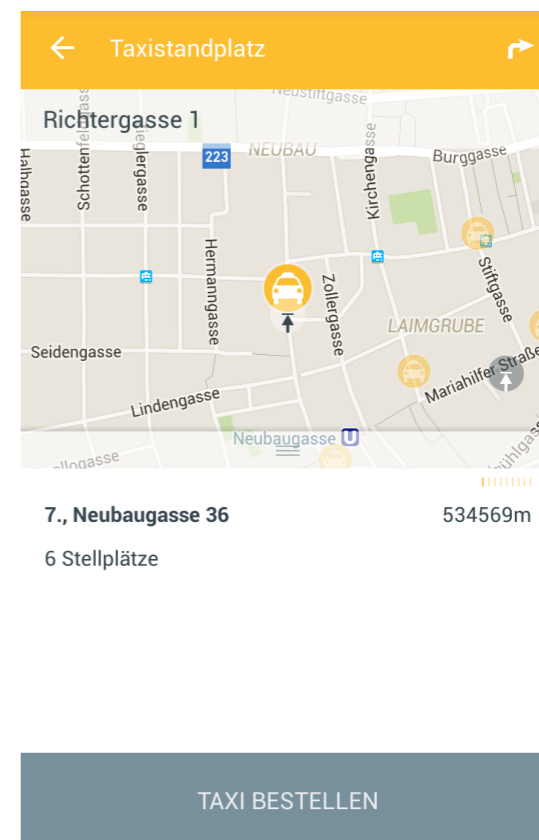 Taxistandplatz
Neustiftgasse
Richtergasse 1
223
NEUBAU
Burggasse
Halbgasse
Schottenfeldgasse
Zieglergasse
Kirchengasse
Hermanngasse
Zollergasse
Stiftgasse
LAIMGRUBE
Seidengasse
Mariahilfer Straße
Lindengasse
Neubaugasse U
7., Neubaugasse 36
534569m
6 Stellplätze
TAXI BESTELLEN